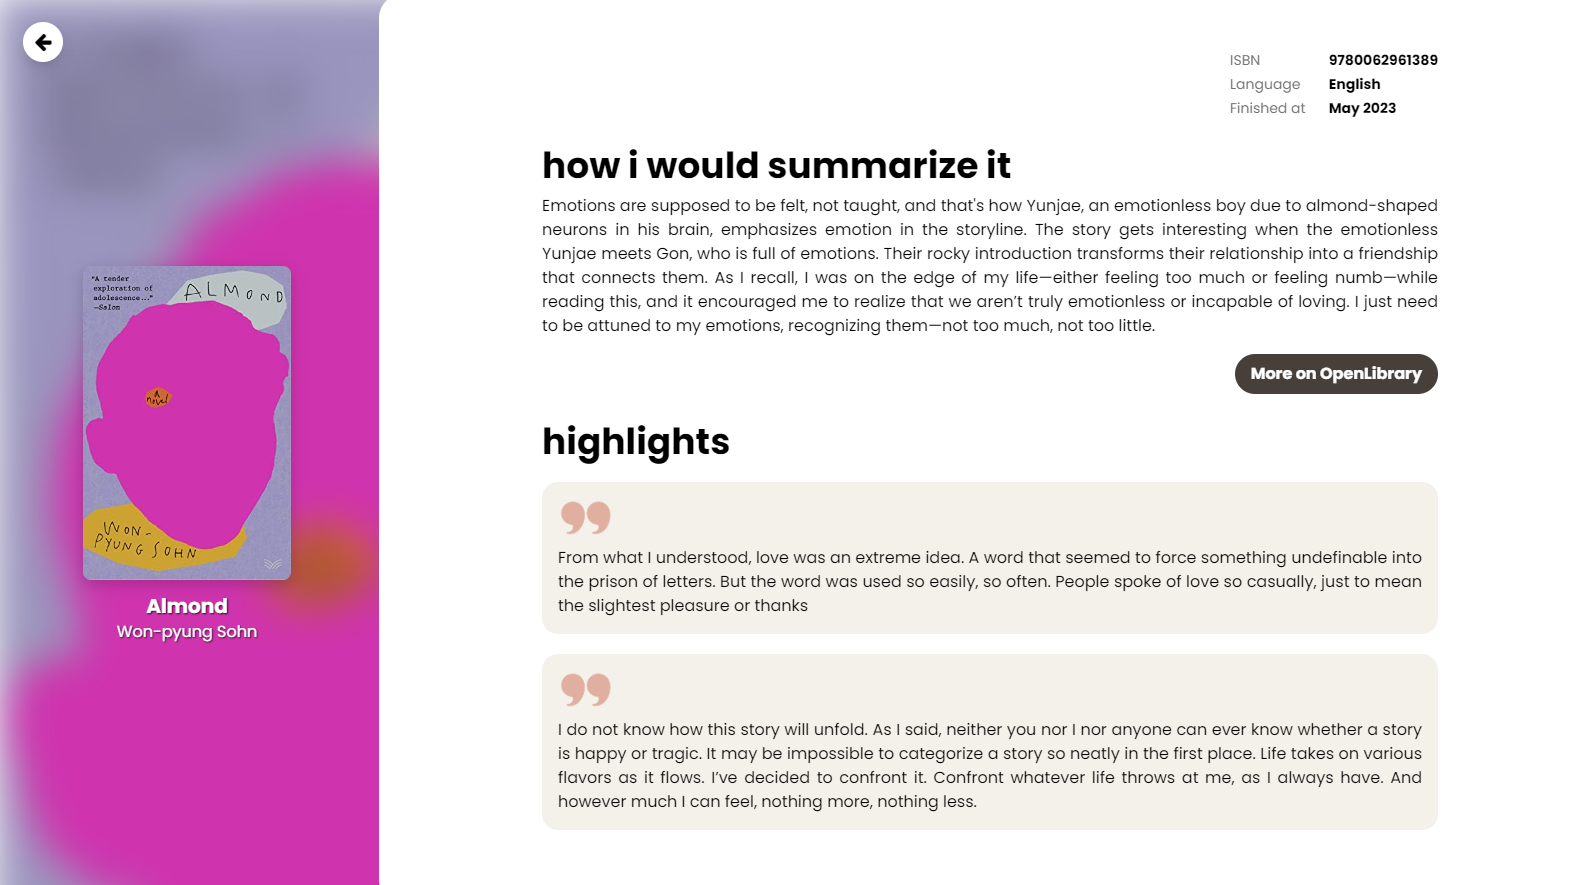 "A tender
exploration of
adolescence..."
—Salon
ALMOND
A
novel
WON-
PYUNG SOHN
Almond
Won-pyung Sohn
ISBN 9780062961389
Language English
Finished at May 2023
how i would summarize it
Emotions are supposed to be felt, not taught, and that's how Yunjae, an emotionless boy due to almond-shaped
neurons in his brain, emphasizes emotion in the storyline. The story gets interesting when the emotionless
Yunjae meets Gon, who is full of emotions. Their rocky introduction transforms their relationship into a friendship
that connects them. As I recall, I was on the edge of my life—either feeling too much or feeling numb—while
reading this, and it encouraged me to realize that we aren’t truly emotionless or incapable of loving. I just need
to be attuned to my emotions, recognizing them—not too much, not too little.
More on OpenLibrary
highlights
From what I understood, love was an extreme idea. A word that seemed to force something undefinable into
the prison of letters. But the word was used so easily, so often. People spoke of love so casually, just to mean
the slightest pleasure or thanks
I do not know how this story will unfold. As I said, neither you nor I nor anyone can ever know whether a story
is happy or tragic. It may be impossible to categorize a story so neatly in the first place. Life takes on various
flavors as it flows. I’ve decided to confront it. Confront whatever life throws at me, as I always have. And
however much I can feel, nothing more, nothing less.